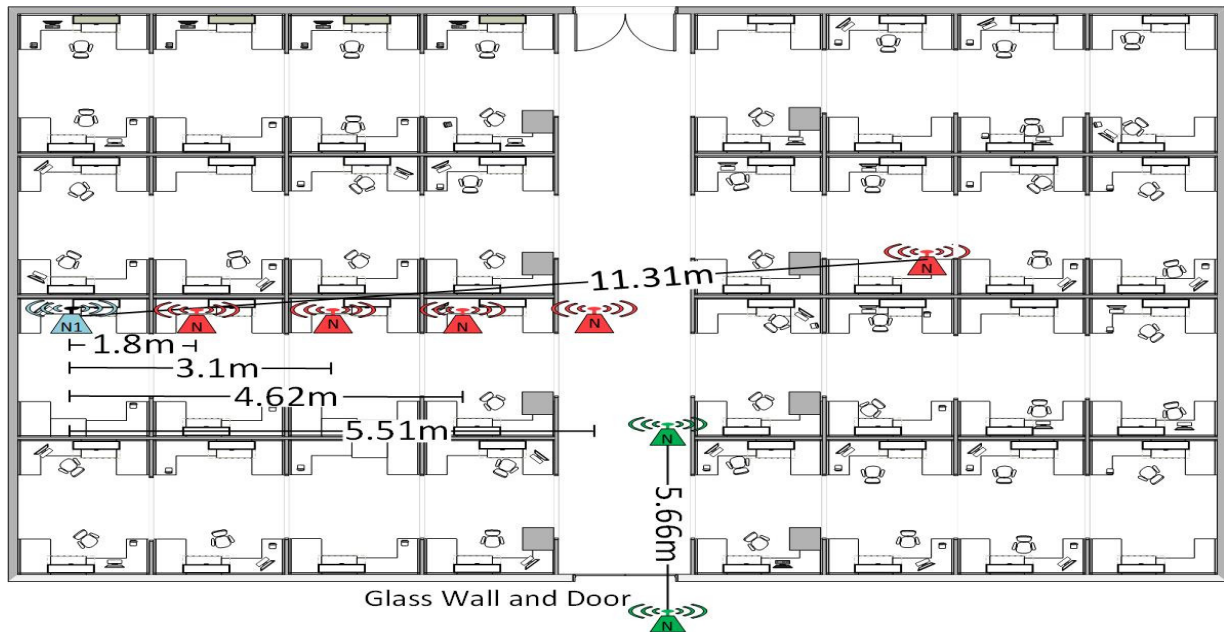 11.31m
N
N1
N
N
N
N
1.8m
3.1m
4.62m
5.51m
N
5.66m
Glass Wall and Door
N